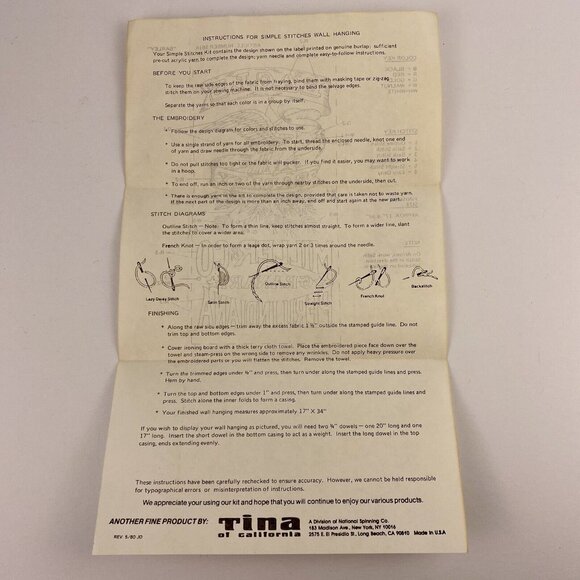 INSTRUCTIONS FOR SIMPLE STITCHES WALL HANGING
Your Simple Stitches Kit contains the design shown on the label printed on genuine burlap; sufficient
pre-cut acrylic yarn to complete the design; yarn needle and complete easy-to-follow instructions.
BEFORE YOU START
To keep the raw side edges of the fabric from fraying, bind them with masking tape or zig-zag
stitch them on your sewing machine. It is not necessary to bind the selvage edges.
Separate the yarns so that each color is in a group by itself.
THE EMBROIDERY
* Follow the design diagram for colors and stitches to use.
* Use a single strand of yarn for all embroidery. To start, thread the enclosed needle, knot one end
of yarn and draw needle through the fabric from the underside.
* Do not pull stitches too tight or the fabric will pucker. If you find it easier, you may want to work
in a hoop.
* To end off, run an inch or two of yarn through nearby stitches on the underside, then cut.
* There is enough yarn in the kit to complete the design, provided that care is taken not to waste yarn.
If the next part of the design is more than an inch away, end off and start again at the new part.
STITCH DIAGRAMS
Outline Stitch — Note: To form a thin line, keep stitches almost straight. To form a wider line, slant
the stitches to cover a wider area.
French Knot — In order to form a large dot, wrap yarn 2 or 3 times around the needle.
Lazy Daisy Stitch Satin Stitch Outline Stitch Straight Stitch French Knot Backstitch
FINISHING
* Along the raw side edges — trim away the excess fabric 1½" outside the stamped guide line. Do not
trim top and bottom edges.
* Cover ironing board with a thick terry cloth towel. Place the embroidered piece face down over the
towel and steam-press on the wrong side to remove any wrinkles. Do not apply heavy pressure over
the embroidered parts or you will flatten the stitches. Remove the towel.
* Turn the trimmed edges under ½" and press, then turn under along the stamped guide lines and press.
Hem by hand.
* Turn the top and bottom edges under 1" and press, then turn under along the stamped guide lines and
press. Stitch along the inner folds to form a casing.
* Your finished wall hanging measures approximately 17" X 34"
If you wish to display your wall hanging as pictured, you will need two ¾" dowels — one 20" long and one
17" long. Insert the short dowel in the bottom casing to act as a weight. Insert the long dowel in the top
casing, ends extending evenly.
These instructions have been carefully rechecked to ensure accuracy. However, we cannot be held responsible
for typographical errors or misinterpretation of instructions.
We appreciate your using our kit and hope that you will continue to enjoy our various products.
ANOTHER FINE PRODUCT BY: Tina of california
A Division of National Spinning Co.
183 Madison Ave., New York, NY 10016
2575 E. El Presidio St., Long Beach, CA 90810 Made in U.S.A
REV. 5/80 JO